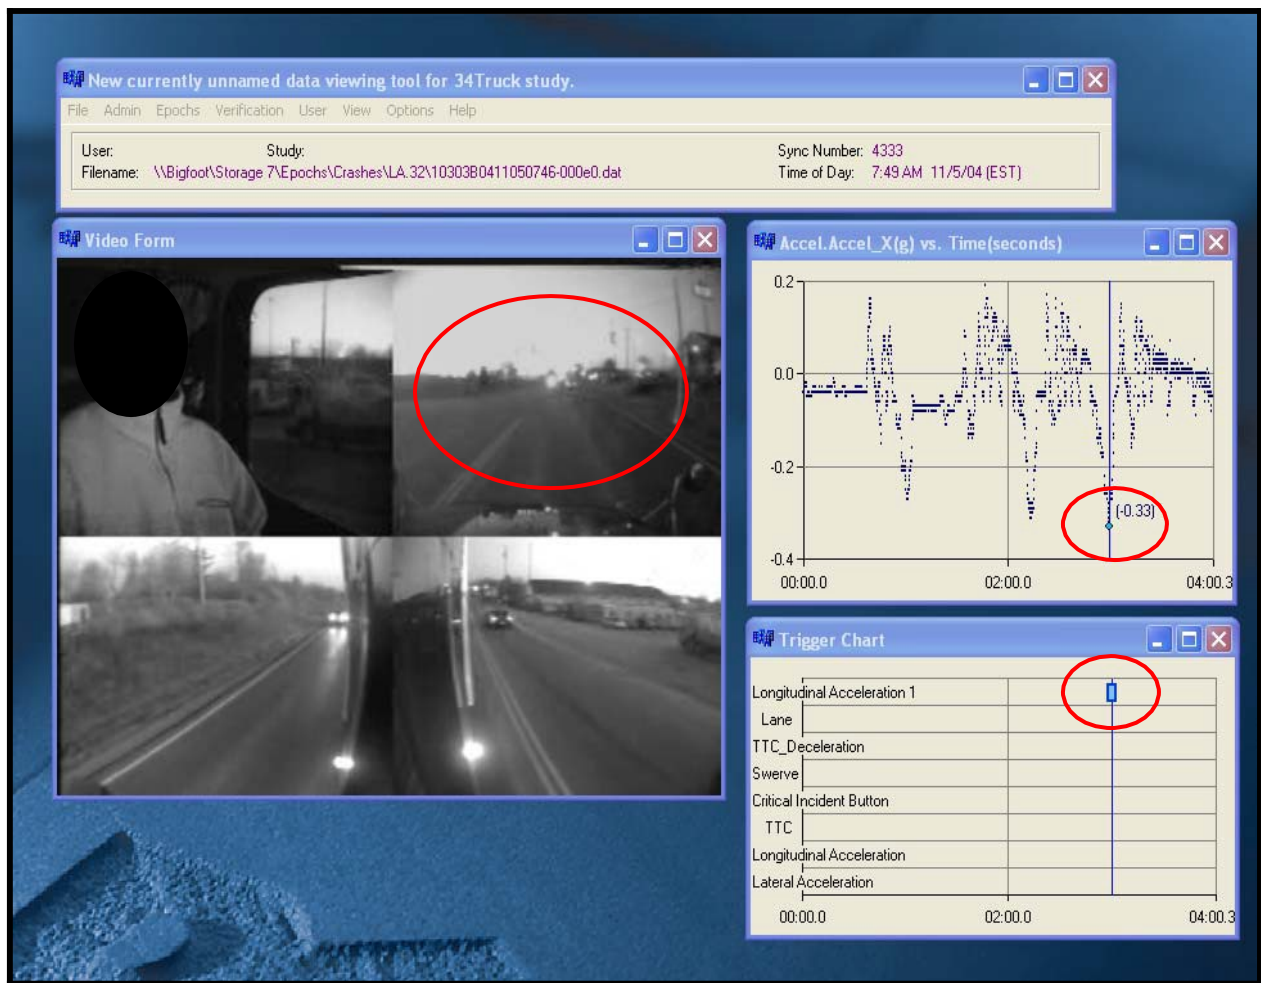 New currently unnamed data viewing tool for 34Truck study.
File Admin Epochs Verification User View Options Help
User: Study: Sync Number: 4333
Filename: \\Bigfoot\Storage 7\Epochs\Crashes\LA.32\10303B0411050746-000e0.dat Time of Day: 7:49 AM 11/5/04 (EST)
Video Form
Accel.Accel_X(g) vs. Time(seconds)
0.2
0.0
-0.2
(-0.33)
-0.4
00:00.0 02:00.0 04:00.3
Trigger Chart
Longitudinal Acceleration 1
Lane
TTC_Deceleration
Swerve
Critical Incident Button
TTC
Longitudinal Acceleration
Lateral Acceleration
00:00.0 02:00.0 04:00.3